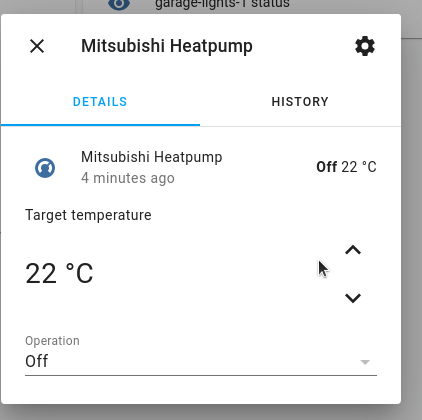 garage-lights-1 status
Mitsubishi Heatpump
DETAILS
HISTORY
Mitsubishi Heatpump
Off 22 °C
4 minutes ago
Target temperature
22 °C
Operation
Off